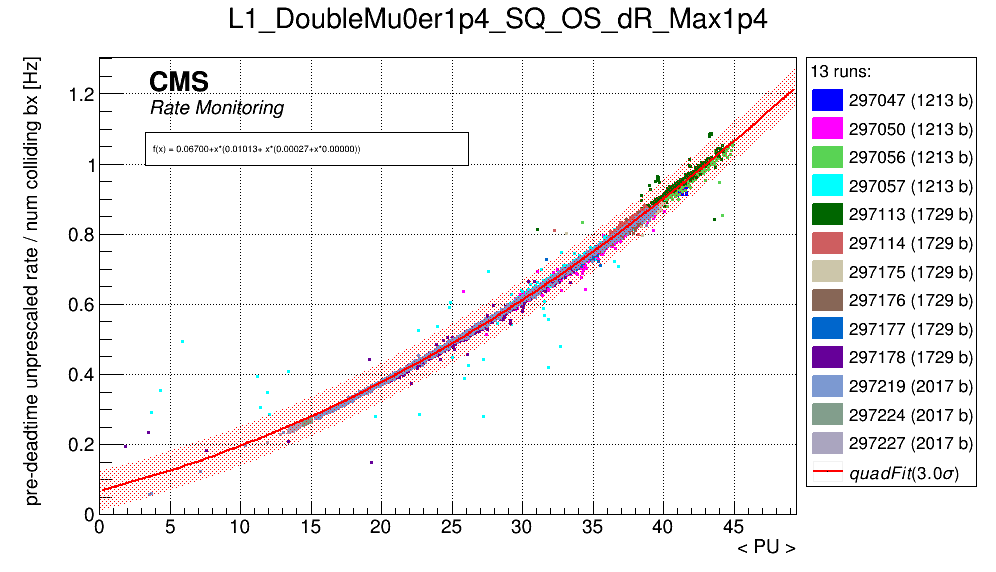 L1_DoubleMu0er1p4_SQ_OS_dR_Max1p4
pre-deadtime unprescaled rate / num colliding bx [Hz]
CMS
Rate Monitoring
f(x) = 0.06700+x*(0.01013+ x*(0.00027+x*0.00000))
1.2
1
0.8
0.6
0.4
0.2
0
0 5 10 15 20 25 30 35 40 45
< PU >
13 runs:
297047 (1213 b)
297050 (1213 b)
297056 (1213 b)
297057 (1213 b)
297113 (1729 b)
297114 (1729 b)
297175 (1729 b)
297176 (1729 b)
297177 (1729 b)
297178 (1729 b)
297219 (2017 b)
297224 (2017 b)
297227 (2017 b)
quadFit(3.0σ)